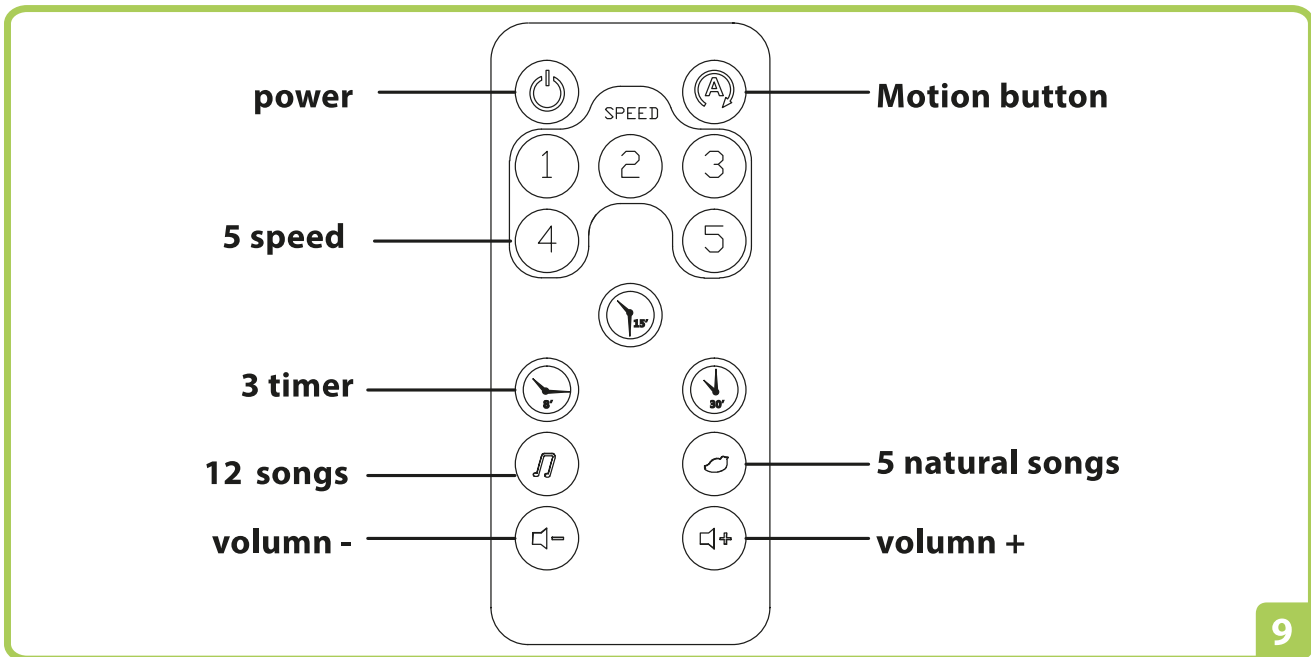 power
A
Motion button
SPEED
1 2 3
5 speed
4 5
15'
3 timer
8'
30'
12 songs
5 natural songs
volumn -
volumn +
9